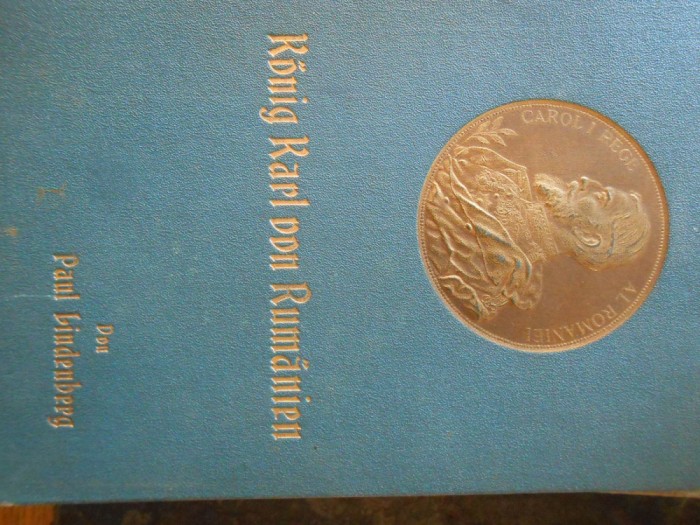 CAROL I REGE AL ROMANIEI
König Karl von Rumänien
Von
Paul Lindenberg